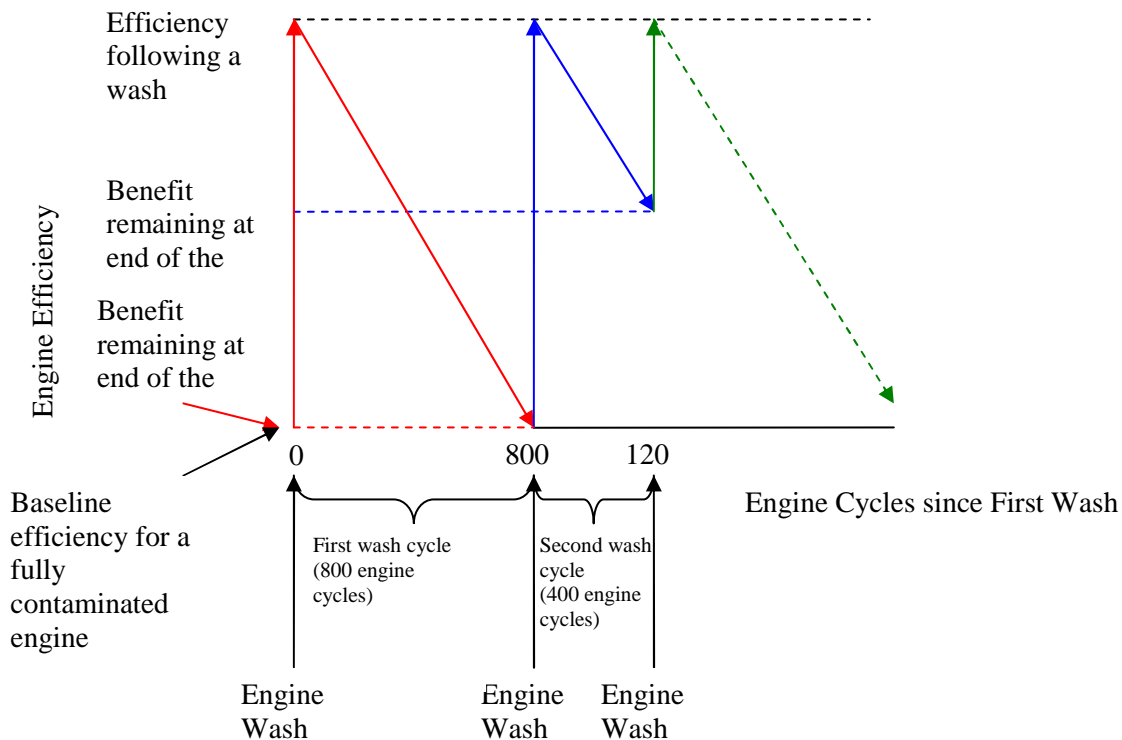 Efficiency
following a
wash
Benefit
remaining at
end of the
Benefit
remaining at
end of the
Engine Efficiency
0
800
120
Engine Cycles since First Wash
Baseline
efficiency for a
fully
contaminated
engine
First wash cycle
(800 engine
cycles)
Second wash
cycle
(400 engine
cycles)
Engine
Wash
Engine
Wash
Engine
Wash